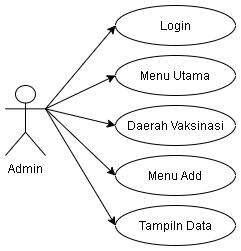 Login
Menu Utama
Daerah Vaksinasi
Admin
Menu Add
Tampiln Data